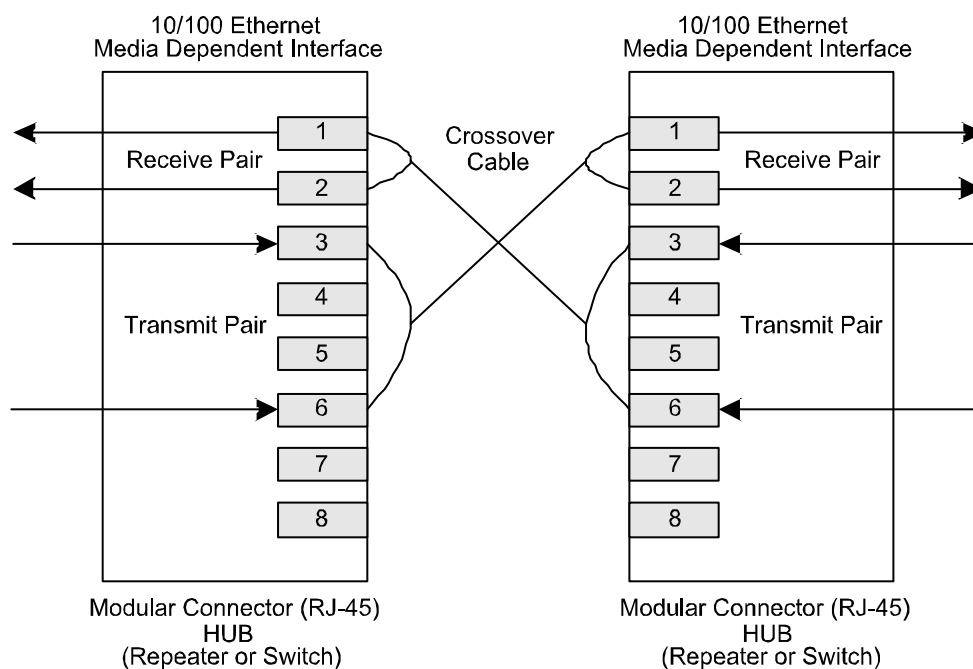 10/100 Ethernet
Media Dependent Interface
1
Receive Pair
2
3
4
Transmit Pair
5
6
7
8
Modular Connector (RJ-45)
HUB
(Repeater or Switch)
Crossover
Cable
10/100 Ethernet
Media Dependent Interface
1
Receive Pair
2
3
4
Transmit Pair
5
6
7
8
Modular Connector (RJ-45)
HUB
(Repeater or Switch)